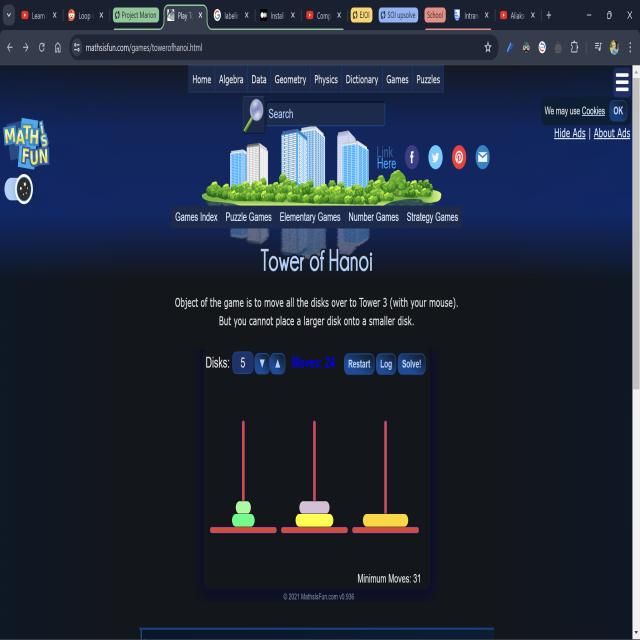 Learn
Loop
Project Marion
Play T
labelli
Instal
Comp
EJOI
SOI upsolve
School
Intran
Aliaks
mathsisfun.com/games/towerofhanoi.html
Home Algebra Data Geometry Physics Dictionary Games Puzzles
Search
We may use Cookies OK
Hide Ads | About Ads
MATHS
FUN
Link
Here
Games Index Puzzle Games Elementary Games Number Games Strategy Games
Tower of Hanoi
Object of the game is to move all the disks over to Tower 3 (with your mouse).
But you cannot place a larger disk onto a smaller disk.
Disks: 5 ▼ ▲ Moves: 24 Restart Log Solve!
Minimum Moves: 31
© 2021 MathsIsFun.com v0.936